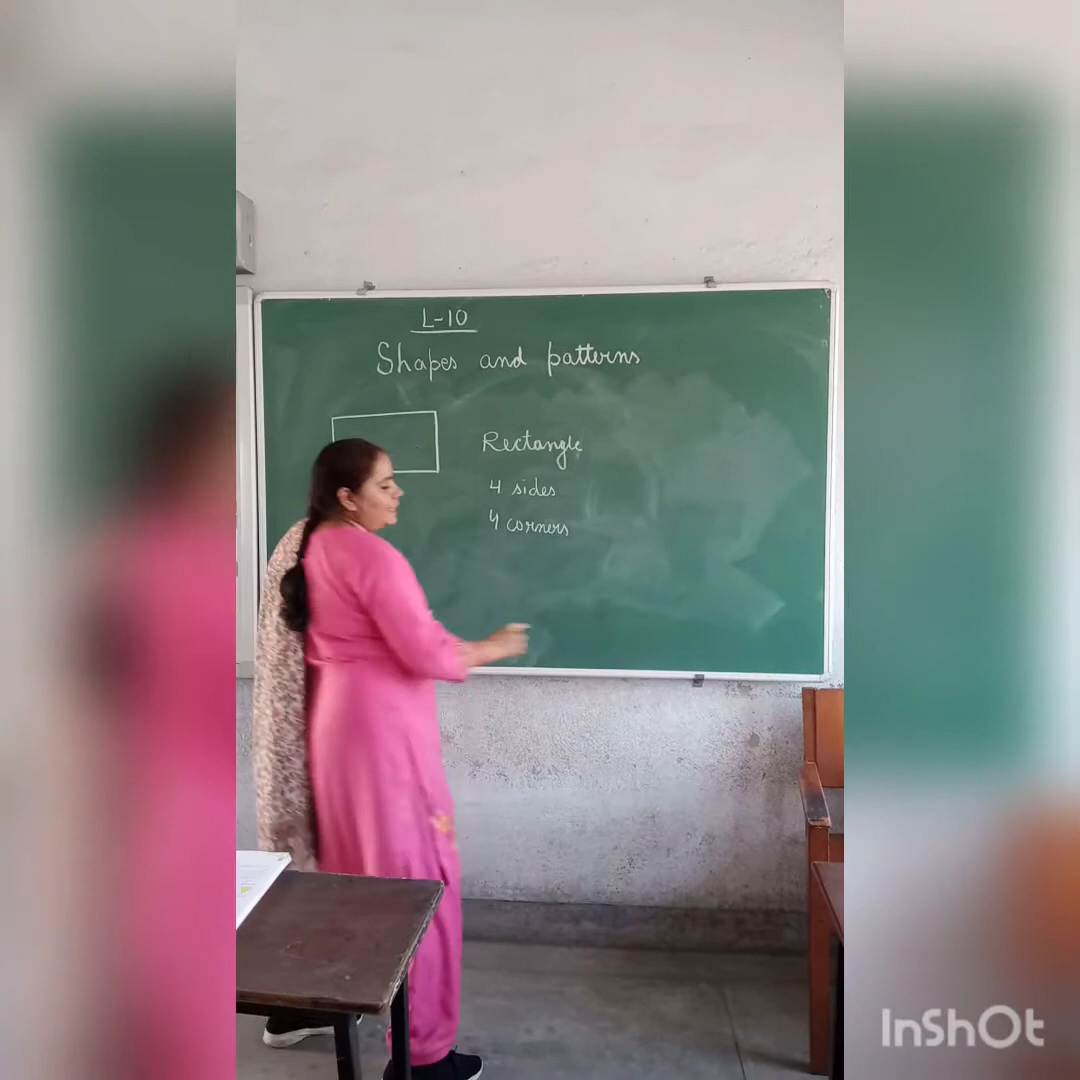 L-10
Shapes and patterns
Rectangle
4 sides
4 corners
InShOt